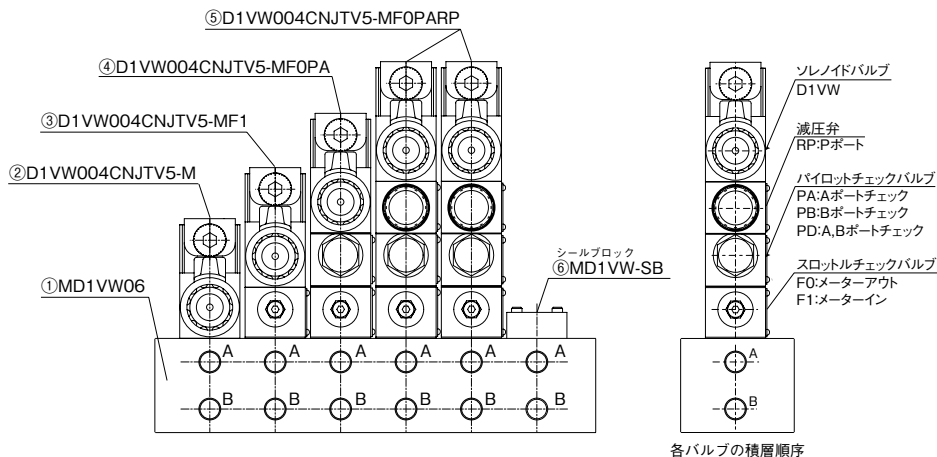 ⑤D1VW004CNJTV5-MF0PARP
④D1VW004CNJTV5-MF0PA
③D1VW004CNJTV5-MF1
②D1VW004CNJTV5-M
①MD1VW06
シールブロック
⑥MD1VW-SB
A A A A A A
B B B B B B
ソレノイドバルブ
D1VW
減圧弁
RP:Pポート
パイロットチェックバルブ
PA:Aポートチェック
PB:Bポートチェック
PD:A,Bポートチェック
スロットルチェックバルブ
F0:メーターアウト
F1:メーターイン
A
B
各バルブの積層順序